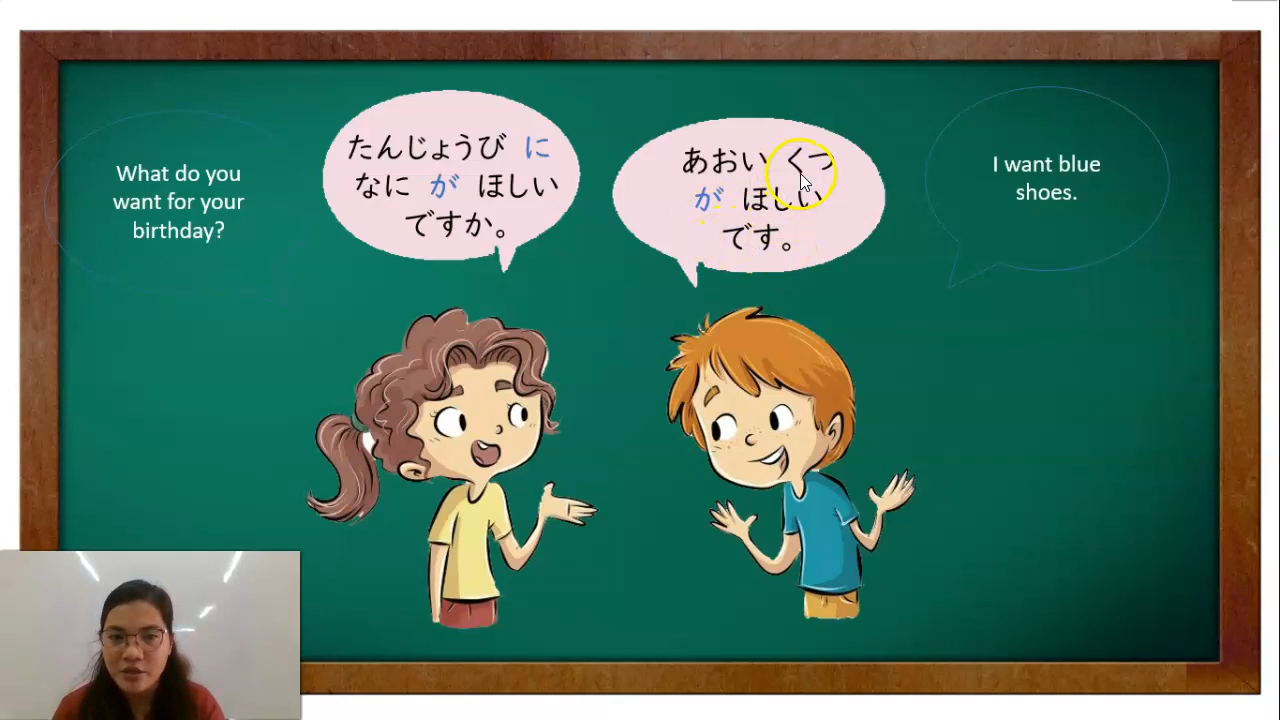 What do you
want for your
birthday?
たんじょうび に
なに が ほしい
ですか。
あおい くつ
が ほしい
です。
I want blue
shoes.